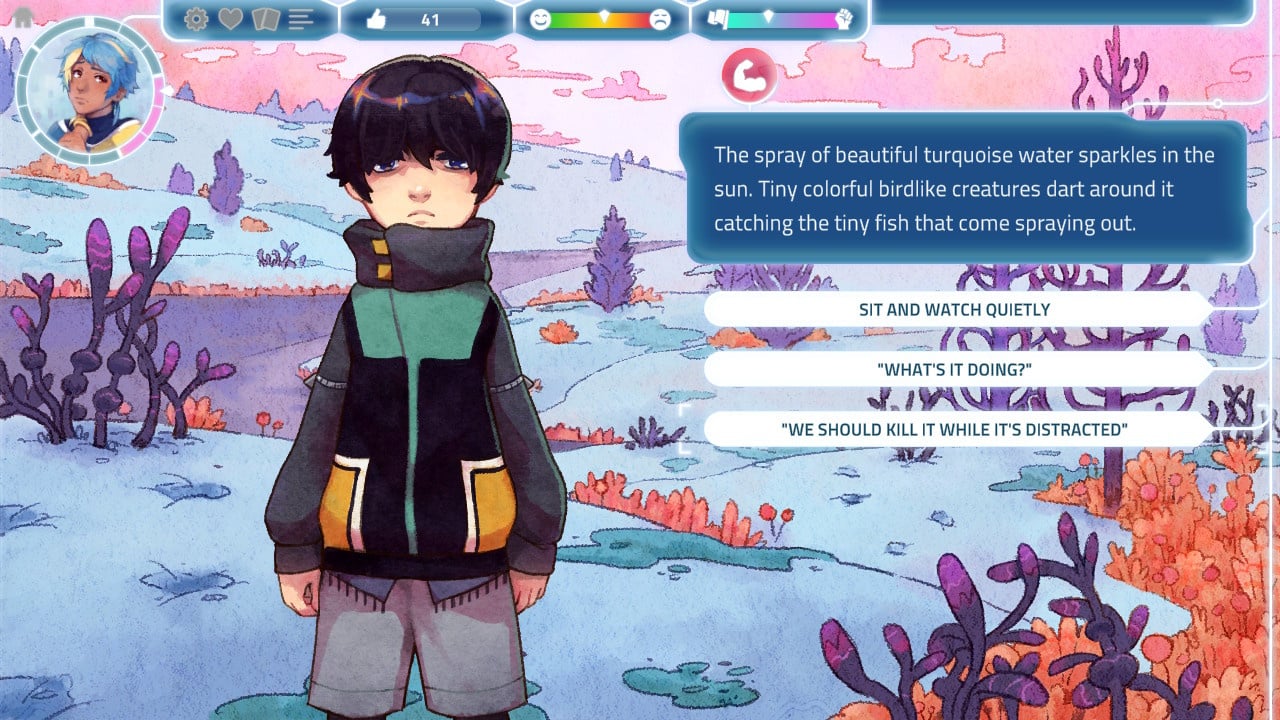 41
The spray of beautiful turquoise water sparkles in the
sun. Tiny colorful birdlike creatures dart around it
catching the tiny fish that come spraying out.
SIT AND WATCH QUIETLY
"WHAT'S IT DOING?"
"WE SHOULD KILL IT WHILE IT'S DISTRACTED"